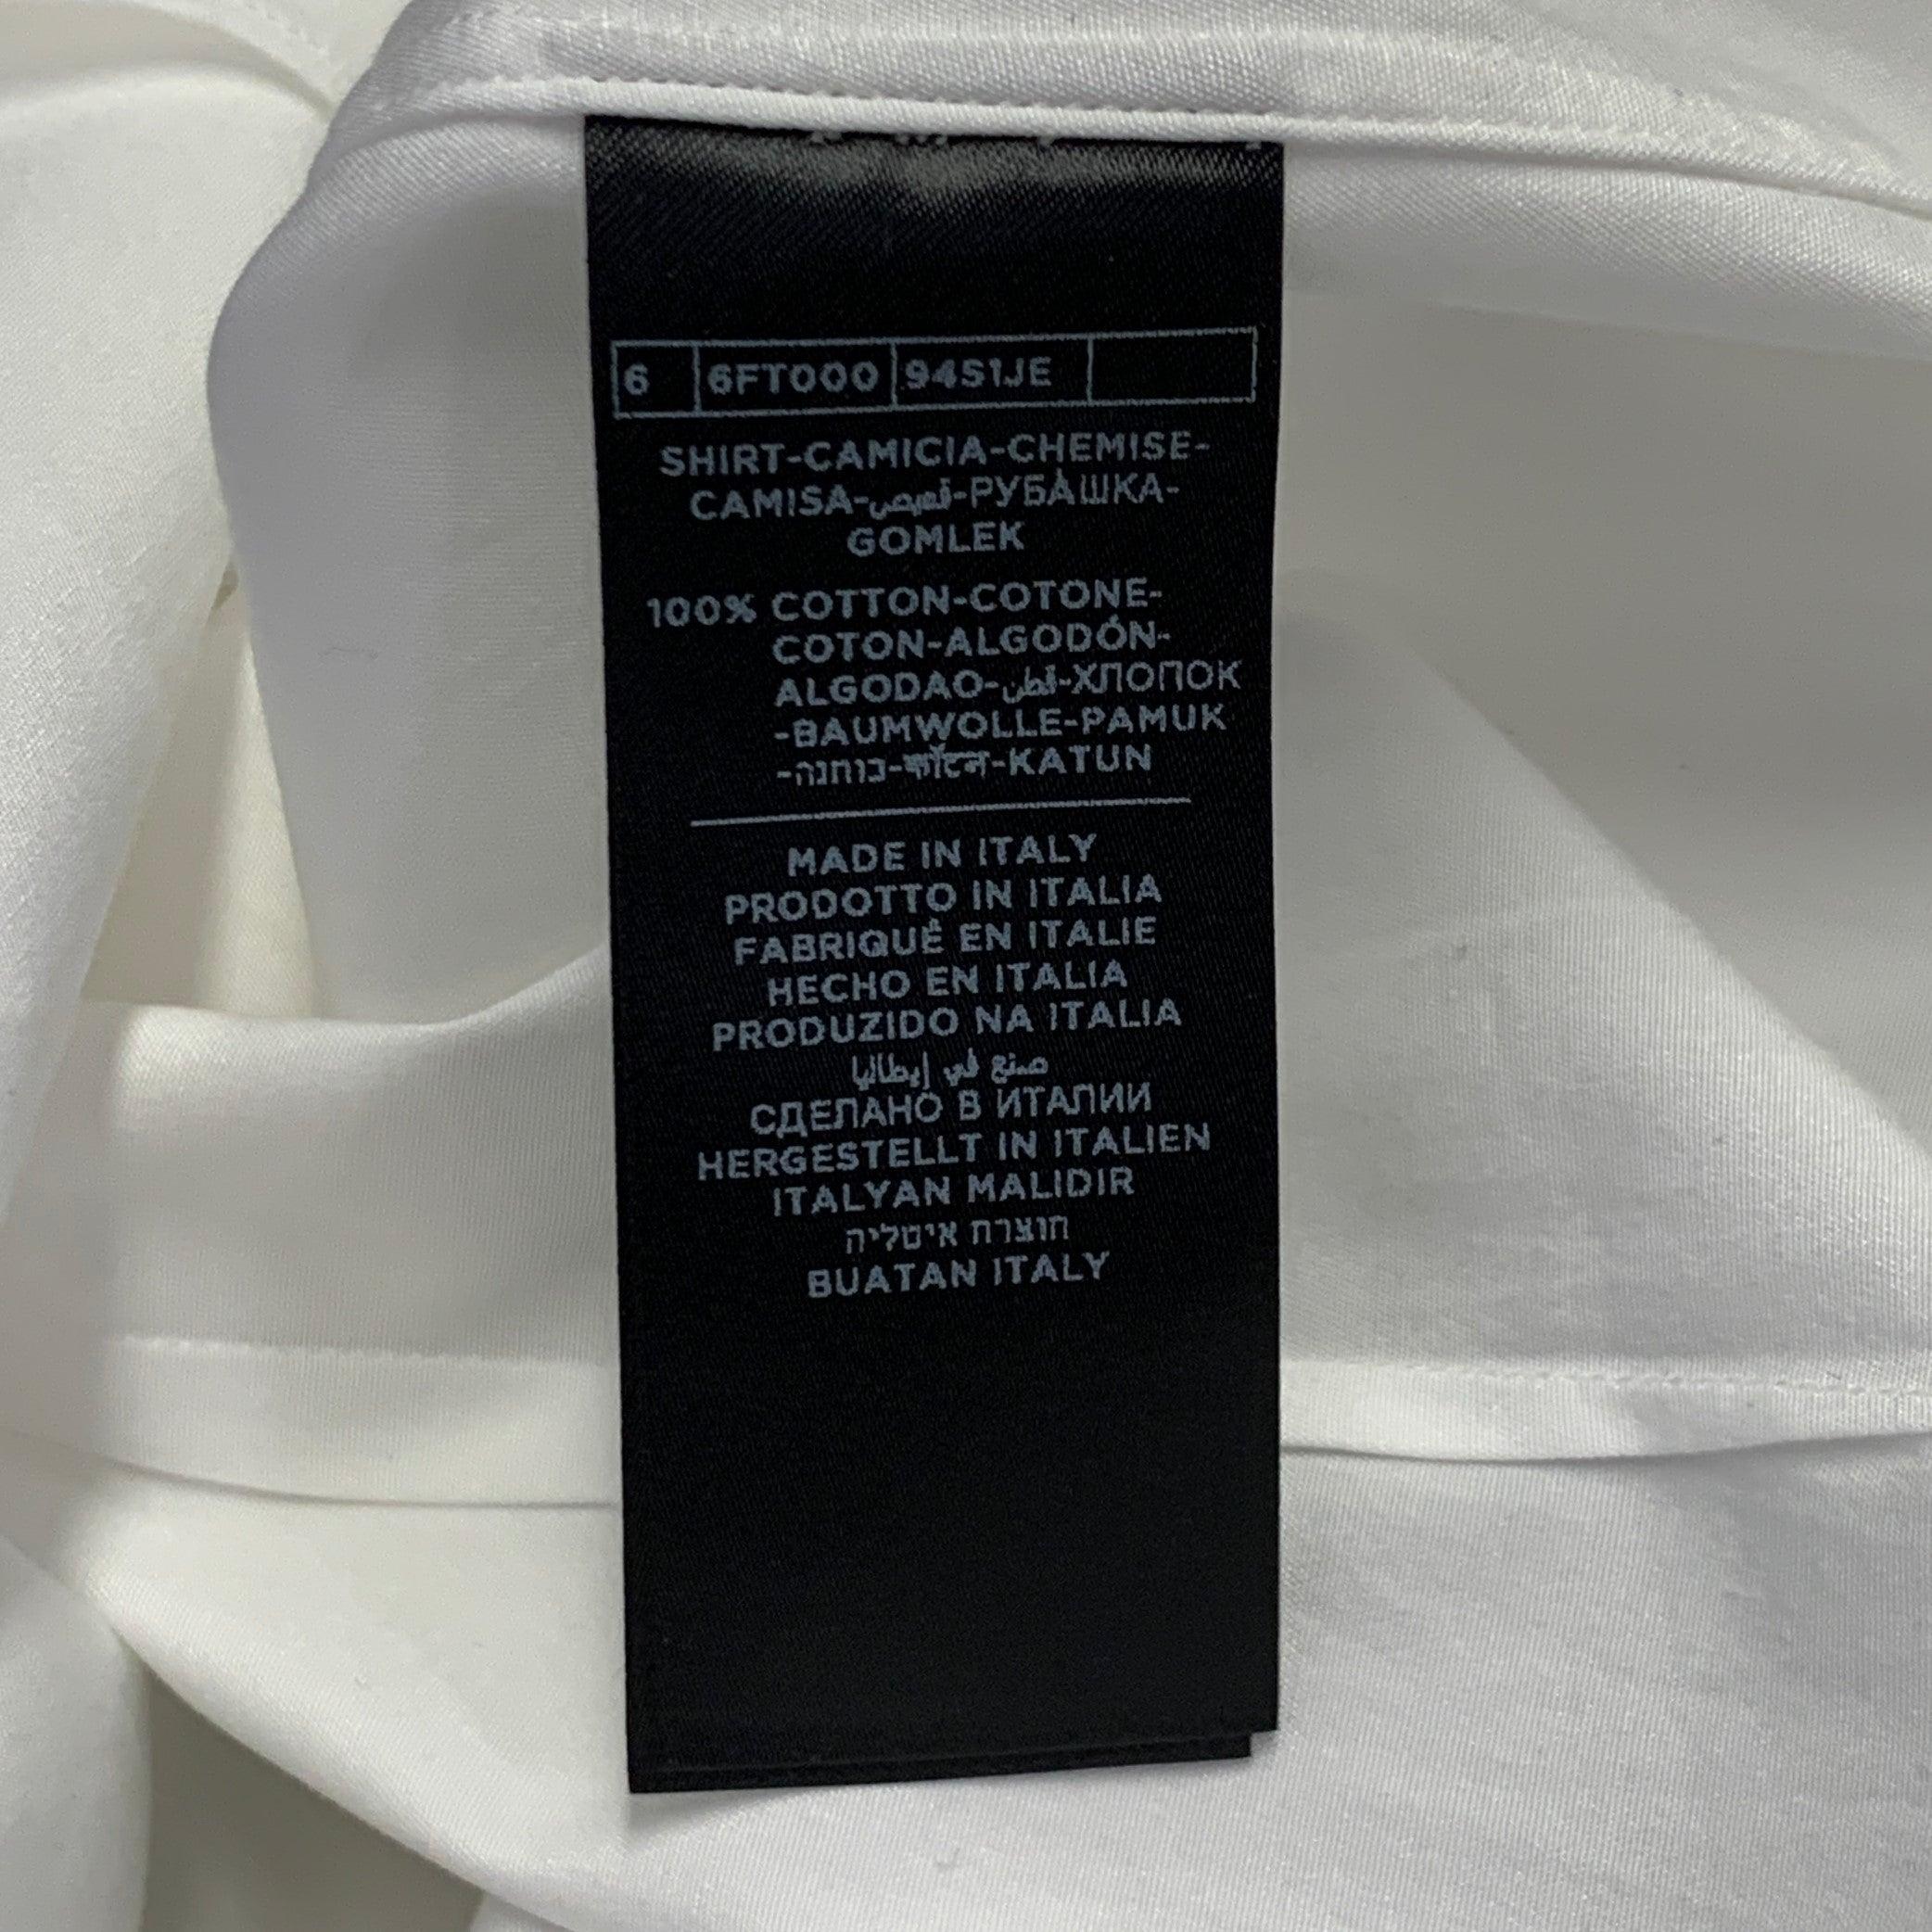 6 6FT000 94S1JE
SHIRT-CAMICIA-CHEMISE-
CAMISA-قميص-РУБÀШКА-
GOMLEK
100% COTTON-COTONE-
COTON-ALGODÓN-
ALGODAO-قطن-ХЛОПОК
-BAUMWOLLE-PAMUK
-כותנה-कॉटन-KATUN
MADE IN ITALY
PRODOTTO IN ITALIA
FABRIQUÉ EN ITALIE
HECHO EN ITALIA
PRODUZIDO NA ITALIA
صنع في إيطاليا
СДЕЛАНО В ИТАЛИИ
HERGESTELLT IN ITALIEN
ITALYAN MALIDIR
תוצרת איטליה
BUATAN ITALY